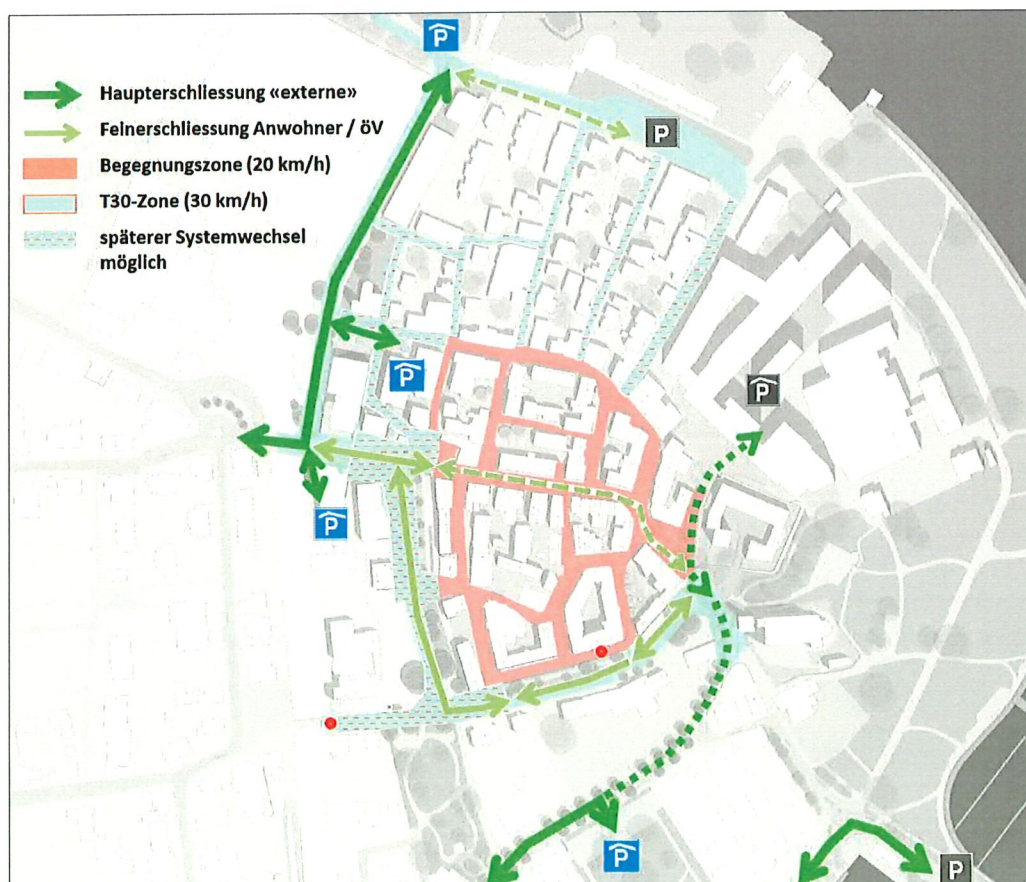 P
Haupterschliessung «externe»
Feinerschliessung Anwohner / öV
Begegnungszone (20 km/h)
T30-Zone (30 km/h)
späterer Systemwechsel
möglich
P
P
P
P
P
P